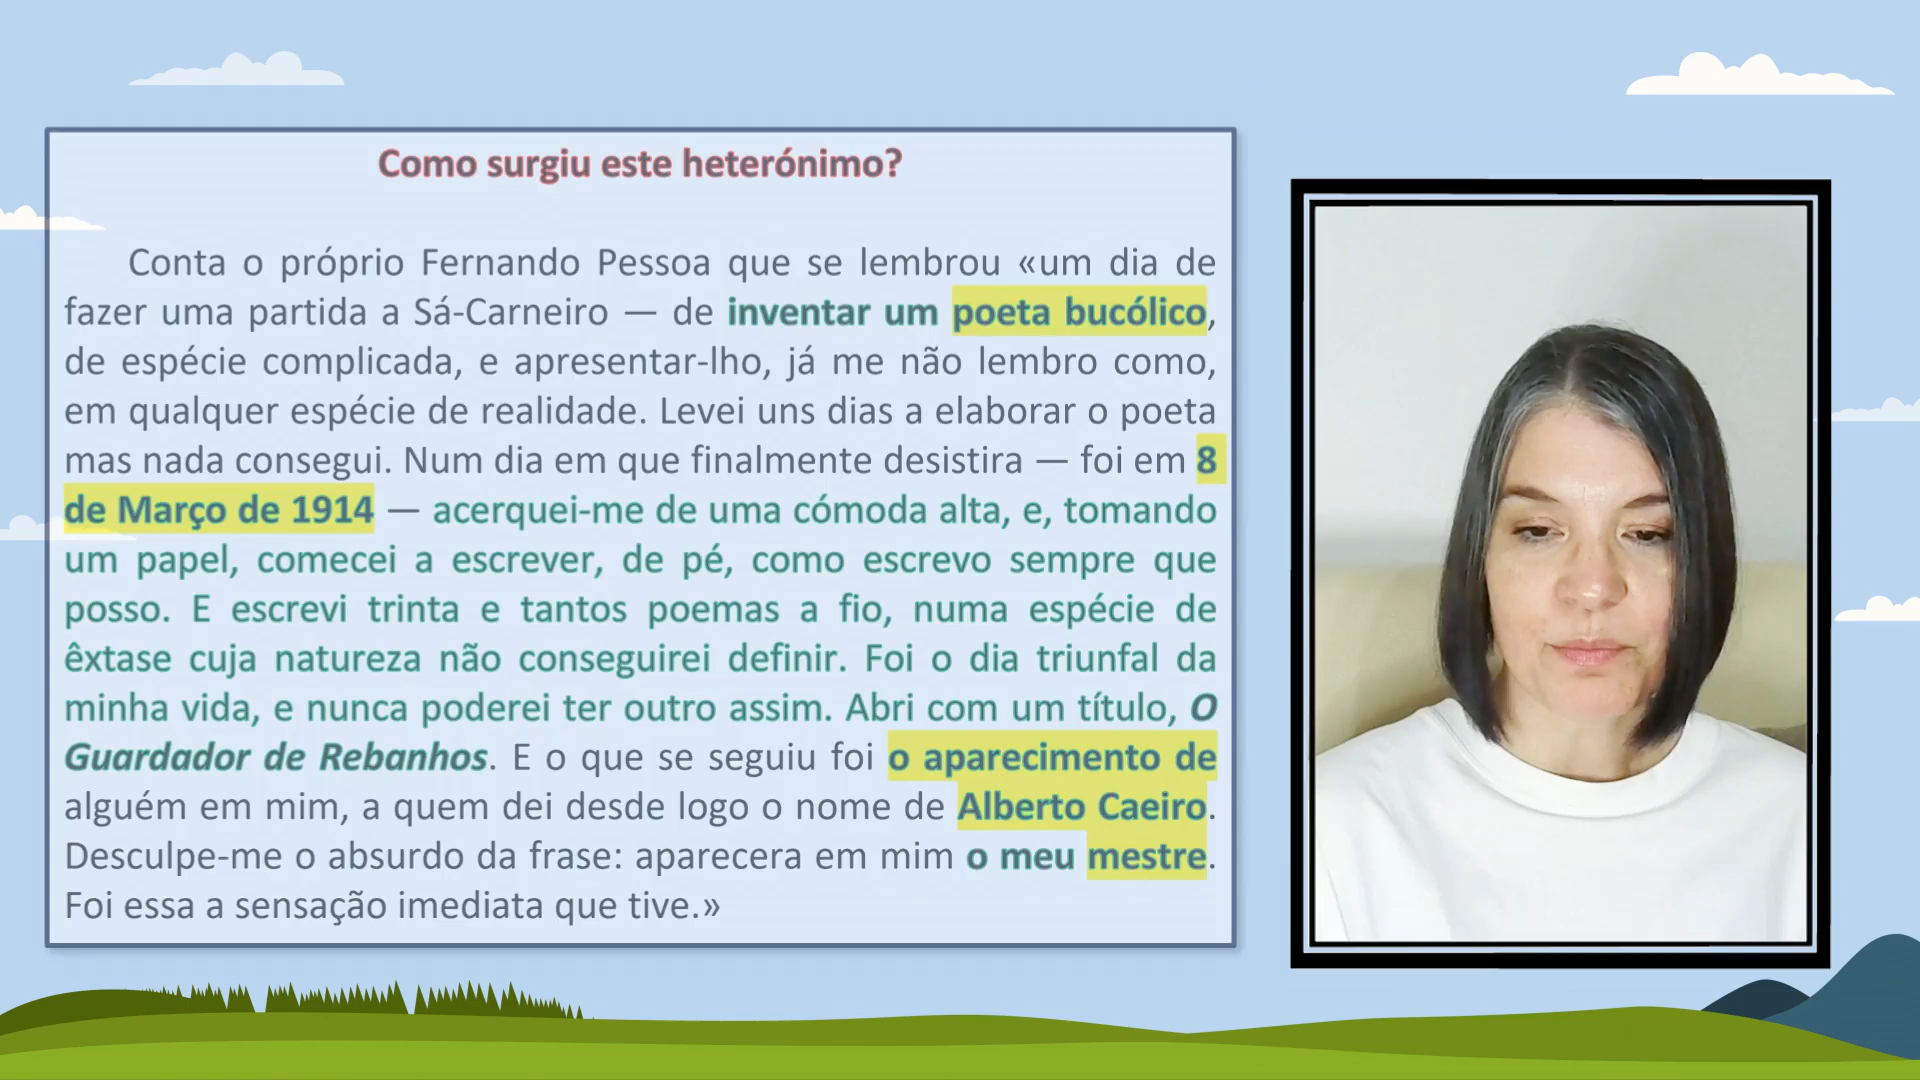 Como surgiu este heterónimo?
Conta o próprio Fernando Pessoa que se lembrou «um dia de
fazer uma partida a Sá-Carneiro — de inventar um poeta bucólico,
de espécie complicada, e apresentar-lho, já me não lembro como,
em qualquer espécie de realidade. Levei uns dias a elaborar o poeta
mas nada consegui. Num dia em que finalmente desistira — foi em 8
de Março de 1914 — acerquei-me de uma cómoda alta, e, tomando
um papel, comecei a escrever, de pé, como escrevo sempre que
posso. E escrevi trinta e tantos poemas a fio, numa espécie de
êxtase cuja natureza não conseguirei definir. Foi o dia triunfal da
minha vida, e nunca poderei ter outro assim. Abri com um título, O
Guardador de Rebanhos. E o que se seguiu foi o aparecimento de
alguém em mim, a quem dei desde logo o nome de Alberto Caeiro.
Desculpe-me o absurdo da frase: aparecera em mim o meu mestre.
Foi essa a sensação imediata que tive.»